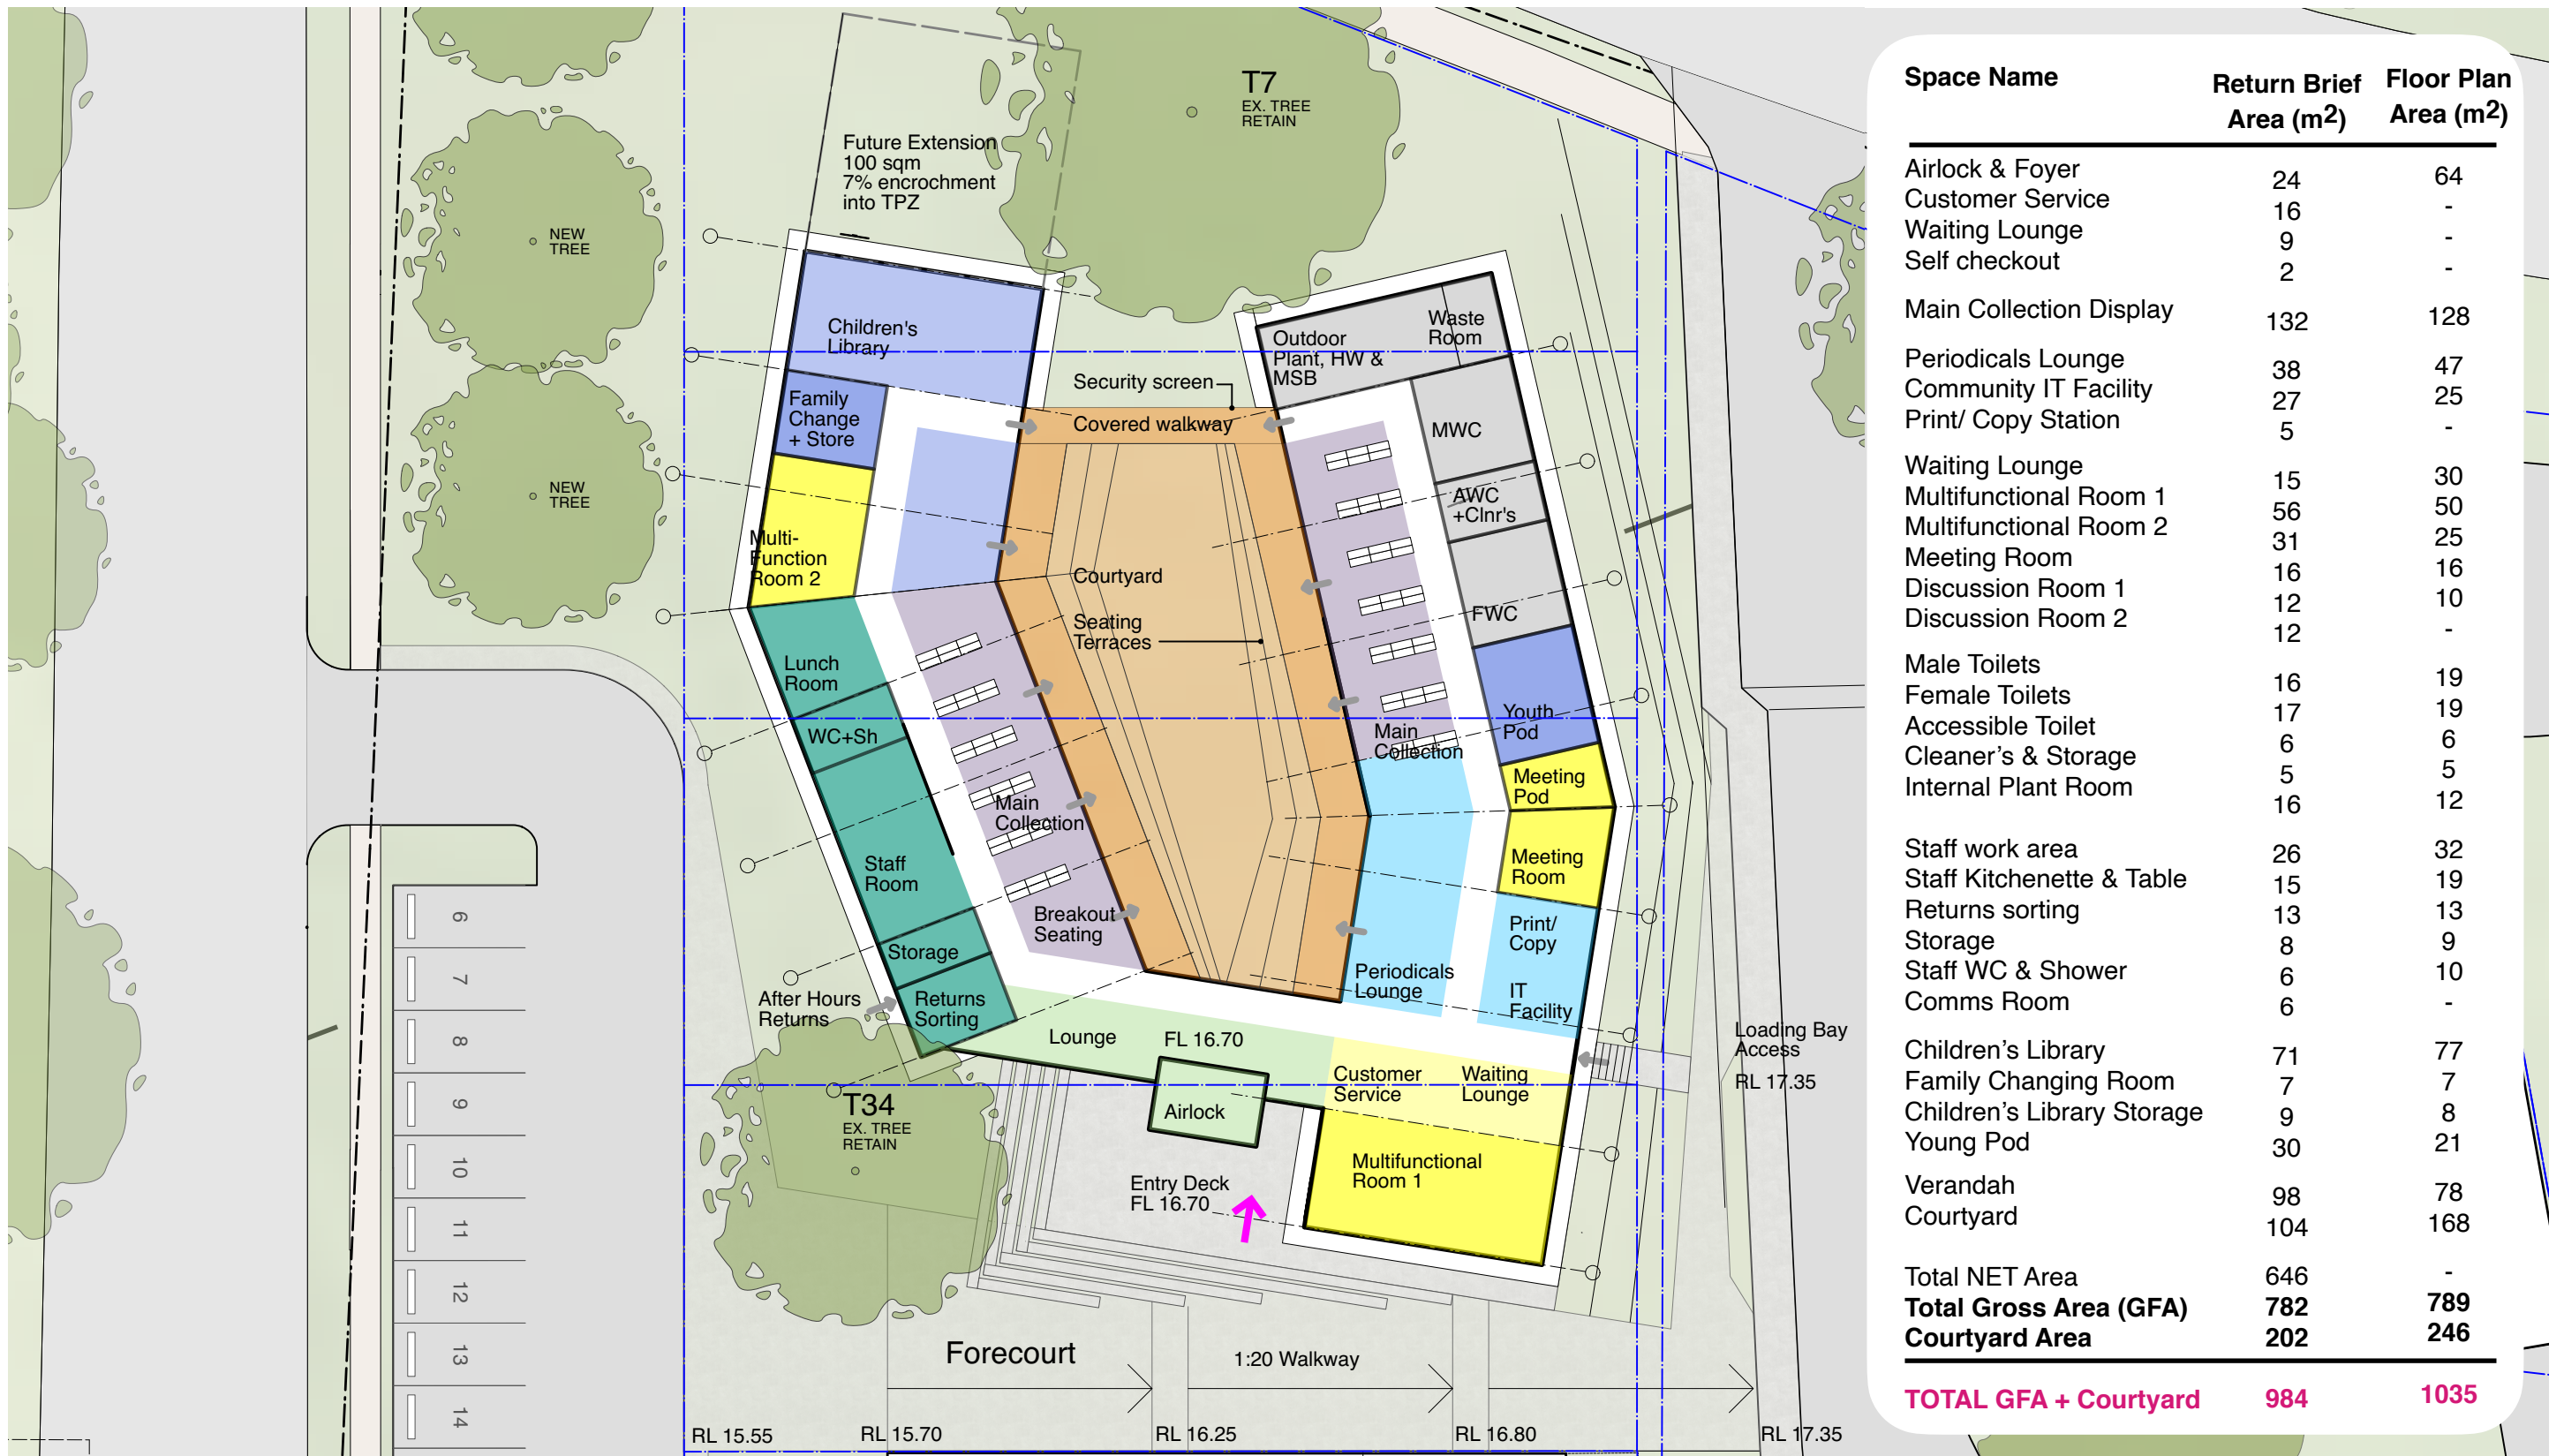 T7
EX. TREE
RETAIN
Future Extension
100 sqm
7% encrochment
into TPZ
NEW
TREE
NEW
TREE
Children's
Library
Family
Change
+ Store
Multi-
Function
Room 2
Lunch
Room
WC+Sh
Staff
Room
Storage
Returns
Sorting
After Hours
Returns
Security screen
Covered walkway
Courtyard
Seating
Terraces
Main
Collection
Breakout
Seating
Outdoor
Plant, HW &
MSB
Waste
Room
MWC
AWC
+Clnr's
FWC
Youth
Pod
Main
Collection
Meeting
Pod
Meeting
Room
Print/
Copy
IT
Facility
Periodicals
Lounge
Lounge
FL 16.70
Airlock
Customer
Service
Waiting
Lounge
Multifunctional
Room 1
Entry Deck
FL 16.70
Loading Bay
Access
RL 17.35
T34
EX. TREE
RETAIN
6
7
8
9
10
11
12
13
14
Forecourt
1:20 Walkway
RL 15.55
RL 15.70
RL 16.25
RL 16.80
RL 17.35
Space Name Return Brief Area (m2) Floor Plan Area (m2)
Airlock & Foyer 24 64
Customer Service 16 -
Waiting Lounge 9 -
Self checkout 2 -
Main Collection Display 132 128
Periodicals Lounge 38 47
Community IT Facility 27 25
Print/ Copy Station 5 -
Waiting Lounge 15 30
Multifunctional Room 1 56 50
Multifunctional Room 2 31 25
Meeting Room 16 16
Discussion Room 1 12 10
Discussion Room 2 12 -
Male Toilets 16 19
Female Toilets 17 19
Accessible Toilet 6 6
Cleaner's & Storage 5 5
Internal Plant Room 16 12
Staff work area 26 32
Staff Kitchenette & Table 15 19
Returns sorting 13 13
Storage 8 9
Staff WC & Shower 6 10
Comms Room 6 -
Children's Library 71 77
Family Changing Room 7 7
Children's Library Storage 9 8
Young Pod 30 21
Verandah 98 78
Courtyard 104 168
Total NET Area 646 -
Total Gross Area (GFA) 782 789
Courtyard Area 202 246
TOTAL GFA + Courtyard 984 1035